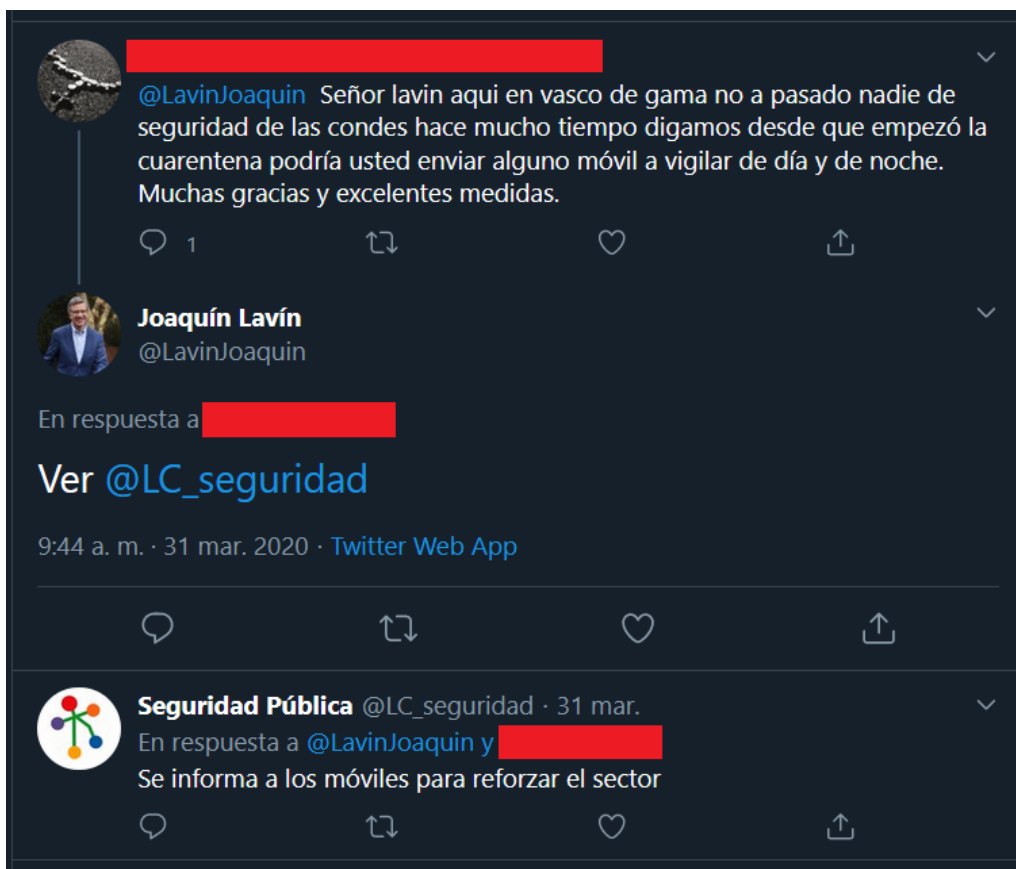 @LavinJoaquin Señor lavin aqui en vasco de gama no a pasado nadie de
seguridad de las condes hace mucho tiempo digamos desde que empezó la
cuarentena podría usted enviar alguno móvil a vigilar de día y de noche.
Muchas gracias y excelentes medidas.
1
Joaquín Lavín
@LavinJoaquin
En respuesta a
Ver @LC_seguridad
9:44 a. m. · 31 mar. 2020 · Twitter Web App
Seguridad Pública @LC_seguridad · 31 mar.
En respuesta a @LavinJoaquin y
Se informa a los móviles para reforzar el sector